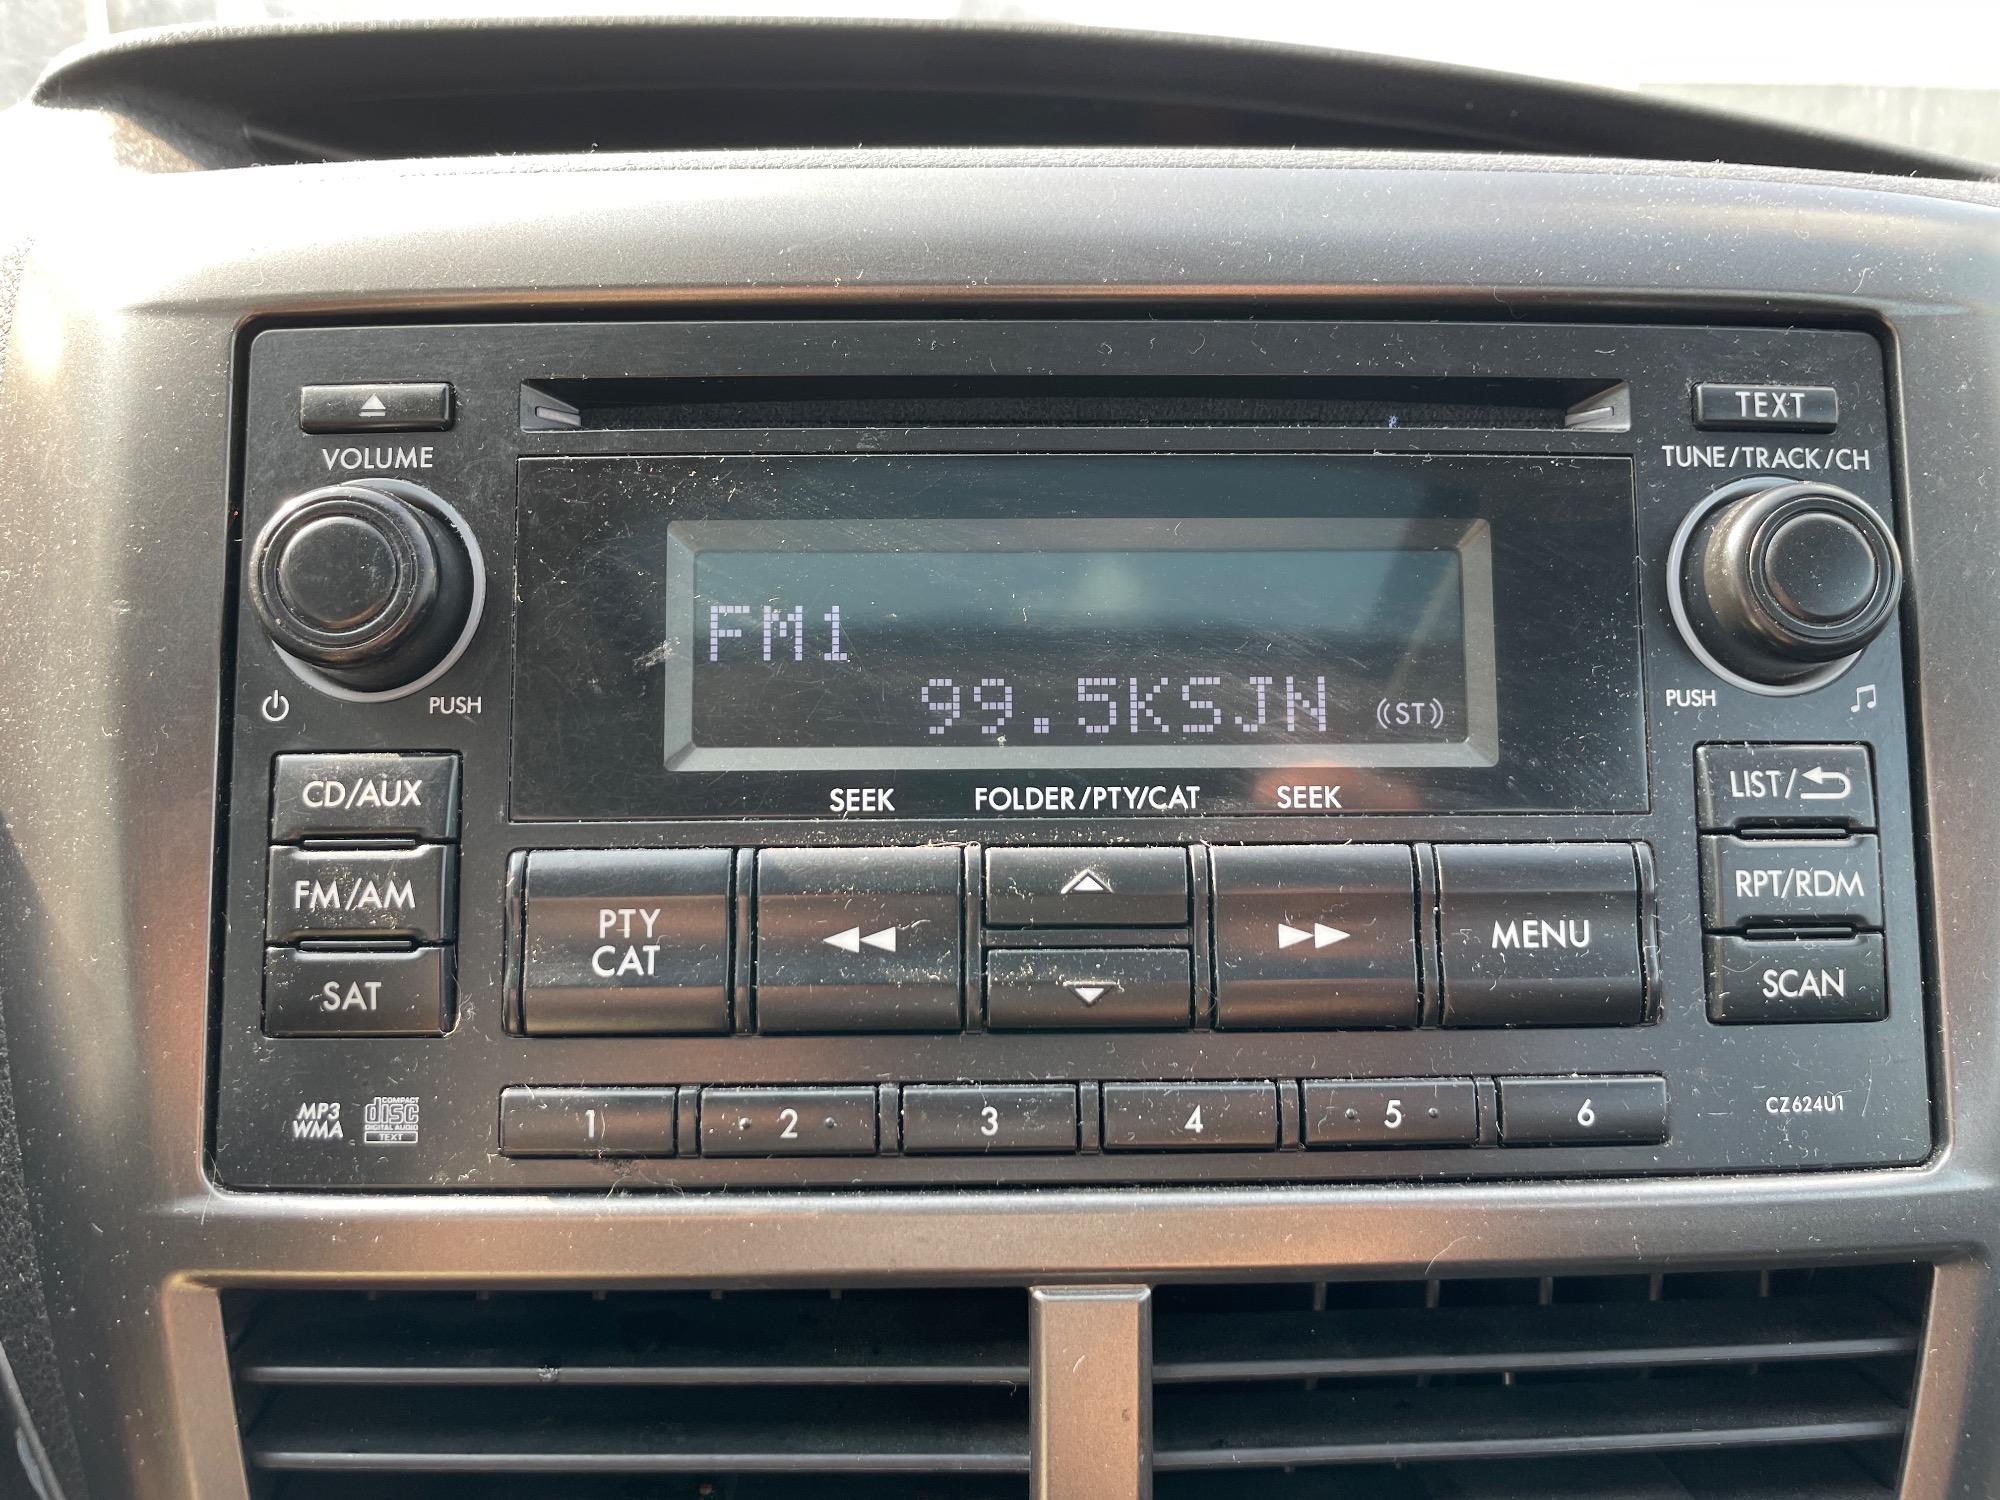 TEXT
VOLUME
TUNE/TRACK/CH
FM1
99.5KSJN ((ST))
PUSH
PUSH
SEEK FOLDER/PTY/CAT SEEK
CD/AUX
LIST/
FM/AM
RPT/RDM
PTY
CAT
MENU
SAT
SCAN
MP3
WMA
COMPACT
disc
DIGITAL AUDIO
TEXT
1 2 3 4 5 6
CZ624U1